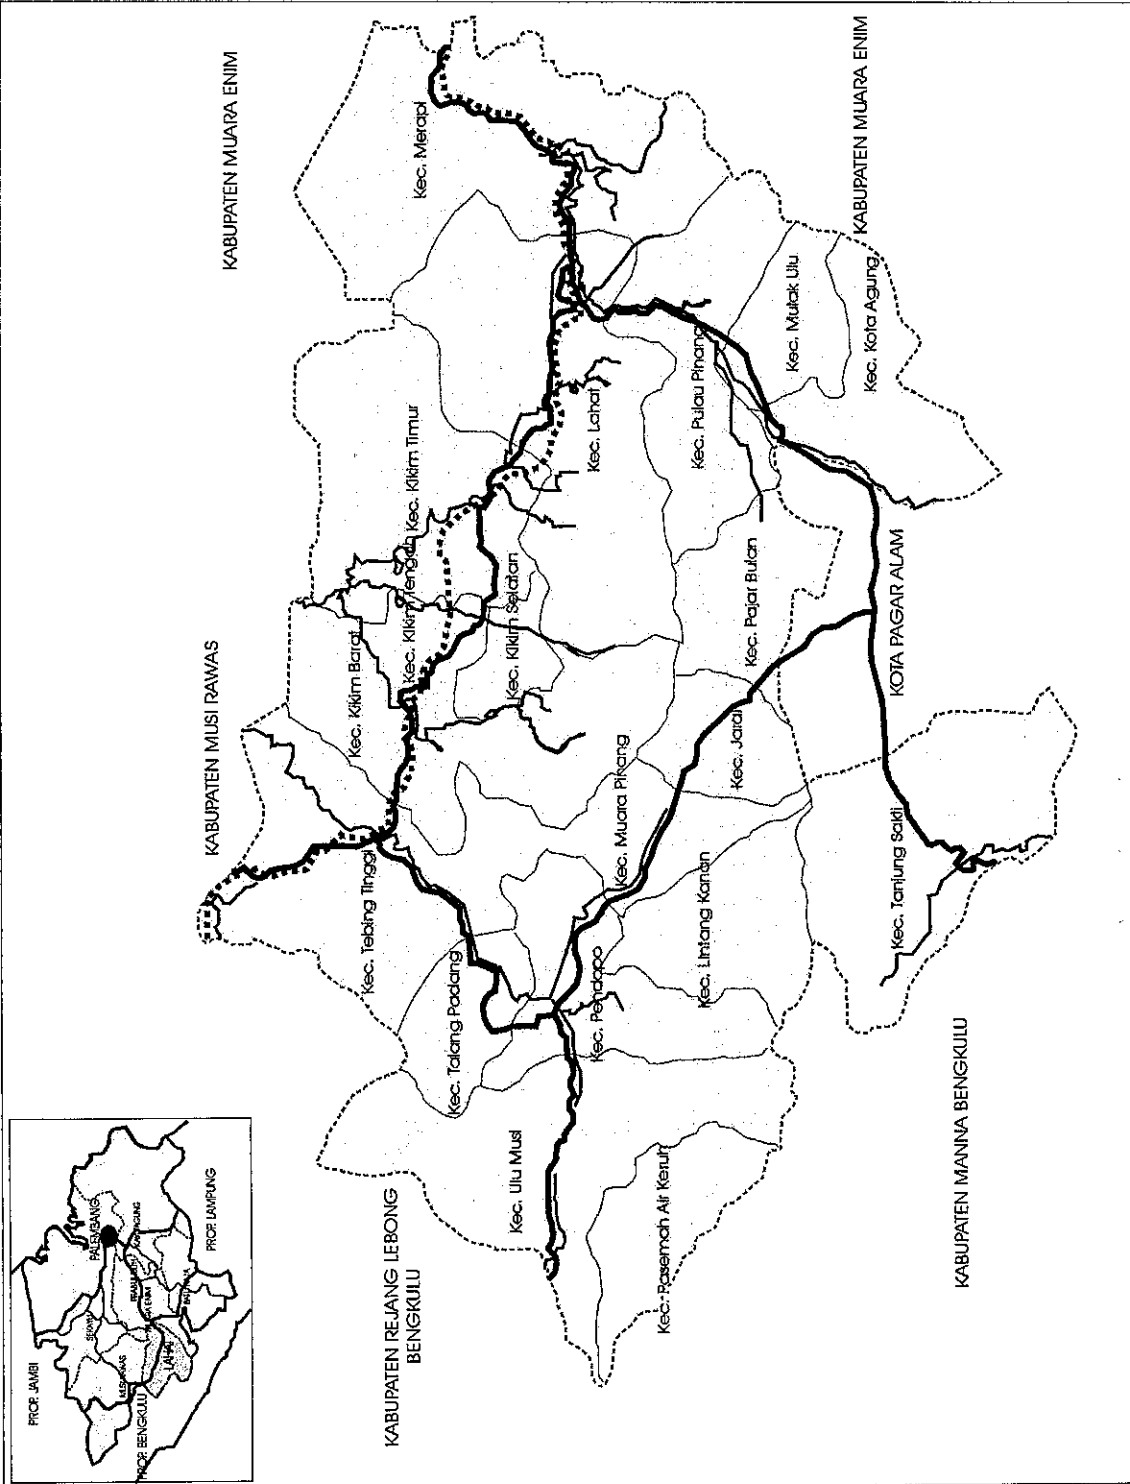 PROP. JAMBI
PALEMBANG
PROP. LAMPUNG
PROP. BENGKULU
LAHAT
KABUPATEN REJANG LEBONG
BENGKULU
KABUPATEN MUSI RAWAS
KABUPATEN MUARA ENIM
KABUPATEN MUARA ENIM
KABUPATEN MANNA BENGKULU
KOTA PAGAR ALAM
Kec. Merapi
Kec. Kikim Timur
Kec. Kikim Tengah
Kec. Kikim Barat
Kec. Kikim Selatan
Kec. Lahat
Kec. Tebing Tinggi
Kec. Talang Padang
Kec. Ulu Musi
Kec. Pasemah Air Keruh
Kec. Pendopo
Kec. Lintang Kanan
Kec. Muara Pinang
Kec. Jarai
Kec. Pajar Bulan
Kec. Pulau Pinang
Kec. Mulak Ulu
Kec. Kota Agung
Kec. Tanjung Sakti